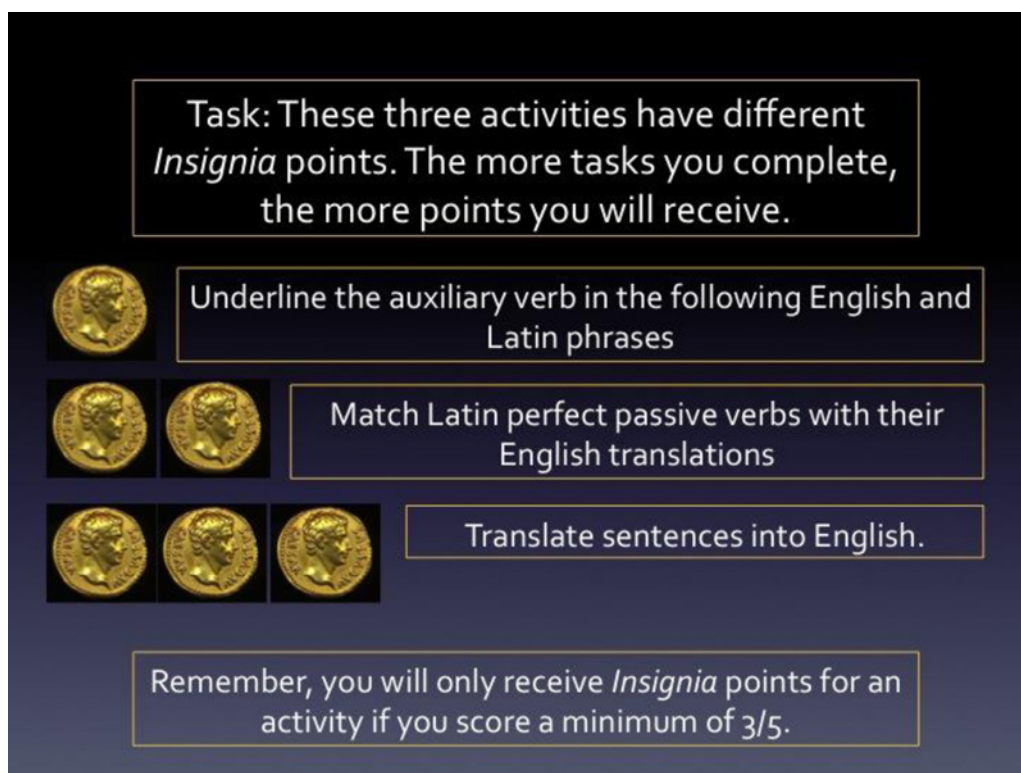 Task: These three activities have different
Insignia points. The more tasks you complete,
the more points you will receive.
Underline the auxiliary verb in the following English and
Latin phrases
Match Latin perfect passive verbs with their
English translations
Translate sentences into English.
Remember, you will only receive Insignia points for an
activity if you score a minimum of 3/5.